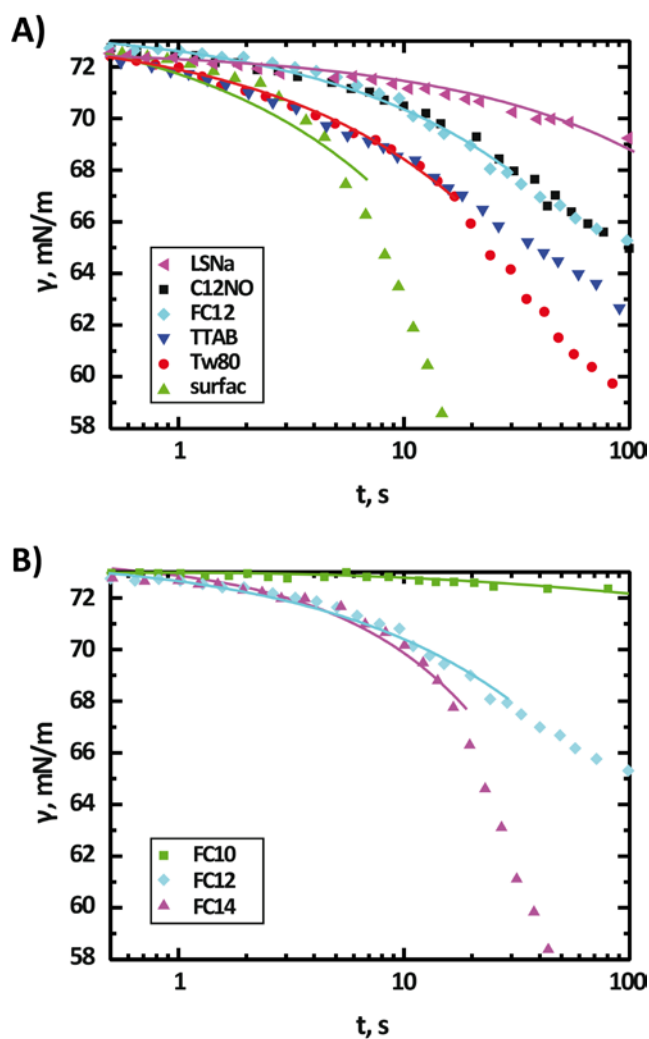 A)
72
70
68
66
64
62
60
58
γ, mN/m
LSNa
C12NO
FC12
TTAB
Tw80
surfac
1
10
100
t, s
B)
72
70
68
66
64
62
60
58
γ, mN/m
FC10
FC12
FC14
1
10
100
t, s